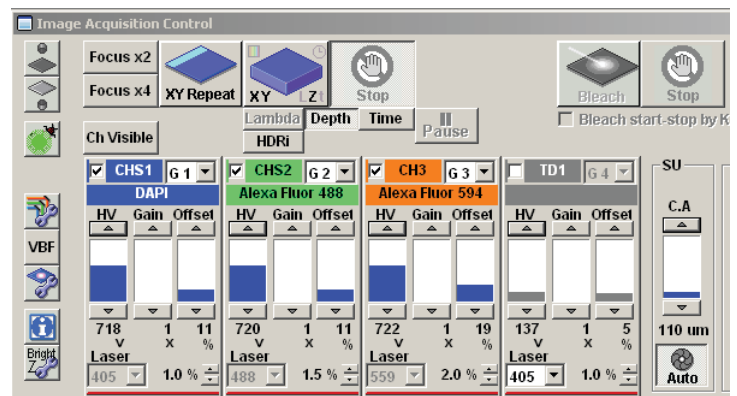 Image Acquisition Control
Focus x2
Focus x4
XY Repeat
XY LZt
Stop
Bleach
Stop
Lambda Depth Time
Pause
Bleach start-stop by K
Ch Visible
HDRi
CHS1 G 1
CHS2 G 2
CH3 G 3
TD1 G 4
SU
DAPI
Alexa Fluor 488
Alexa Fluor 594
HV Gain Offset
HV Gain Offset
HV Gain Offset
HV Gain Offset
C.A
VBF
718 1 11
720 1 11
722 1 19
137 1 5
110 um
V X %
V X %
V X %
V X %
Bright Z
Laser
Laser
Laser
Laser
405 1.0 %
488 1.5 %
559 2.0 %
405 1.0 %
Auto